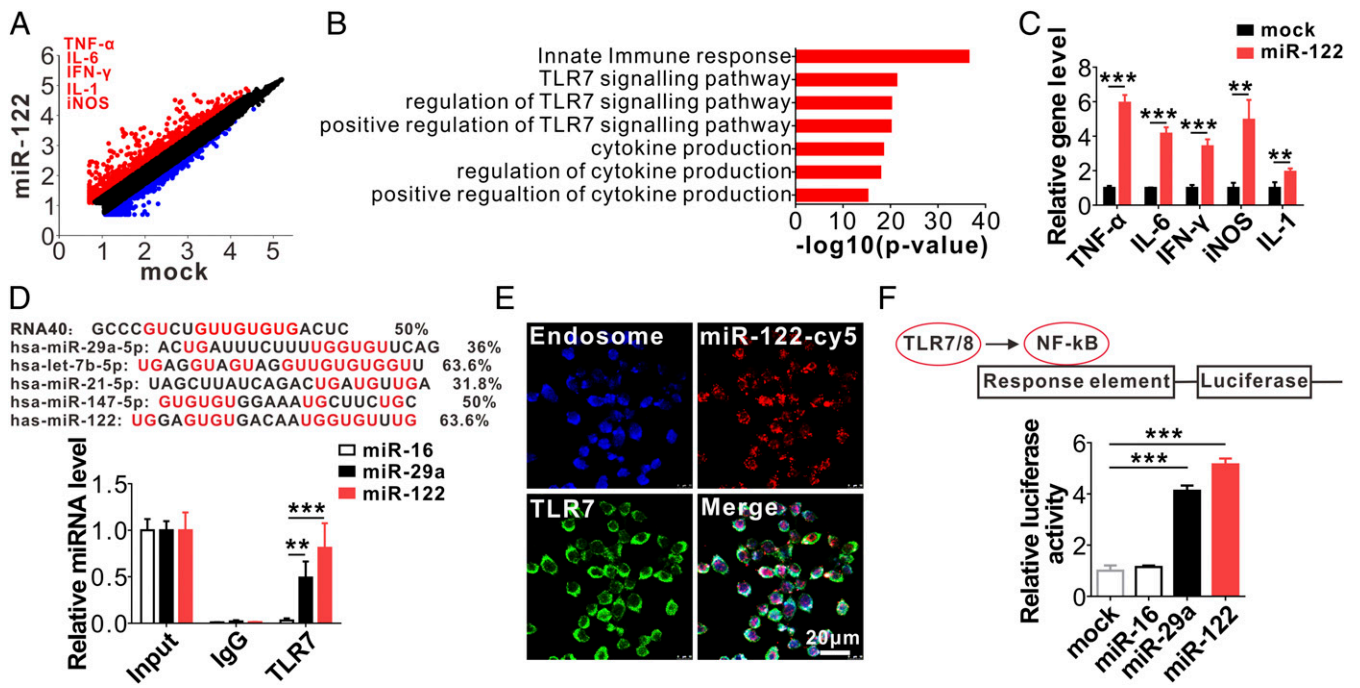 A
TNF-α
IL-6
IFN-γ
IL-1
iNOS
miR-122
6
5
4
3
2
1
0
0 1 2 3 4 5 6
mock
B
Innate Immune response
TLR7 signalling pathway
regulation of TLR7 signalling pathway
positive regulation of TLR7 signalling pathway
cytokine production
regulation of cytokine production
positive regualtion of cytokine production
0 10 20 30 40
-log10(p-value)
C
mock
miR-122
Relative gene level
8
6
4
2
0
*** *** *** ** **
TNF-α IL-6 IFN-γ iNOS IL-1
D
RNA40: GCCCGUCUGUUGUGUGACUC 50%
hsa-miR-29a-5p: ACUGAUUUCUUUUGGUGUUCAG 36%
hsa-let-7b-5p: UGAGGUAGUAGGUUGUGUGGUU 63.6%
hsa-miR-21-5p: UAGCUUAUCAGACUGAUGUUGA 31.8%
hsa-miR-147-5p: GUGUGUGGAAAUGCUUCUGC 50%
has-miR-122: UGGAGUGUGACAAUGGUGUUUG 63.6%
miR-16
miR-29a
miR-122
Relative miRNA level
1.5
1.0
0.5
0.0
***
**
Input IgG TLR7
E
Endosome
miR-122-cy5
TLR7
Merge
20μm
F
TLR7/8 NF-kB
Response element Luciferase
Relative luciferase
activity
6
4
2
0
***
***
mock miR-16 miR-29a miR-122